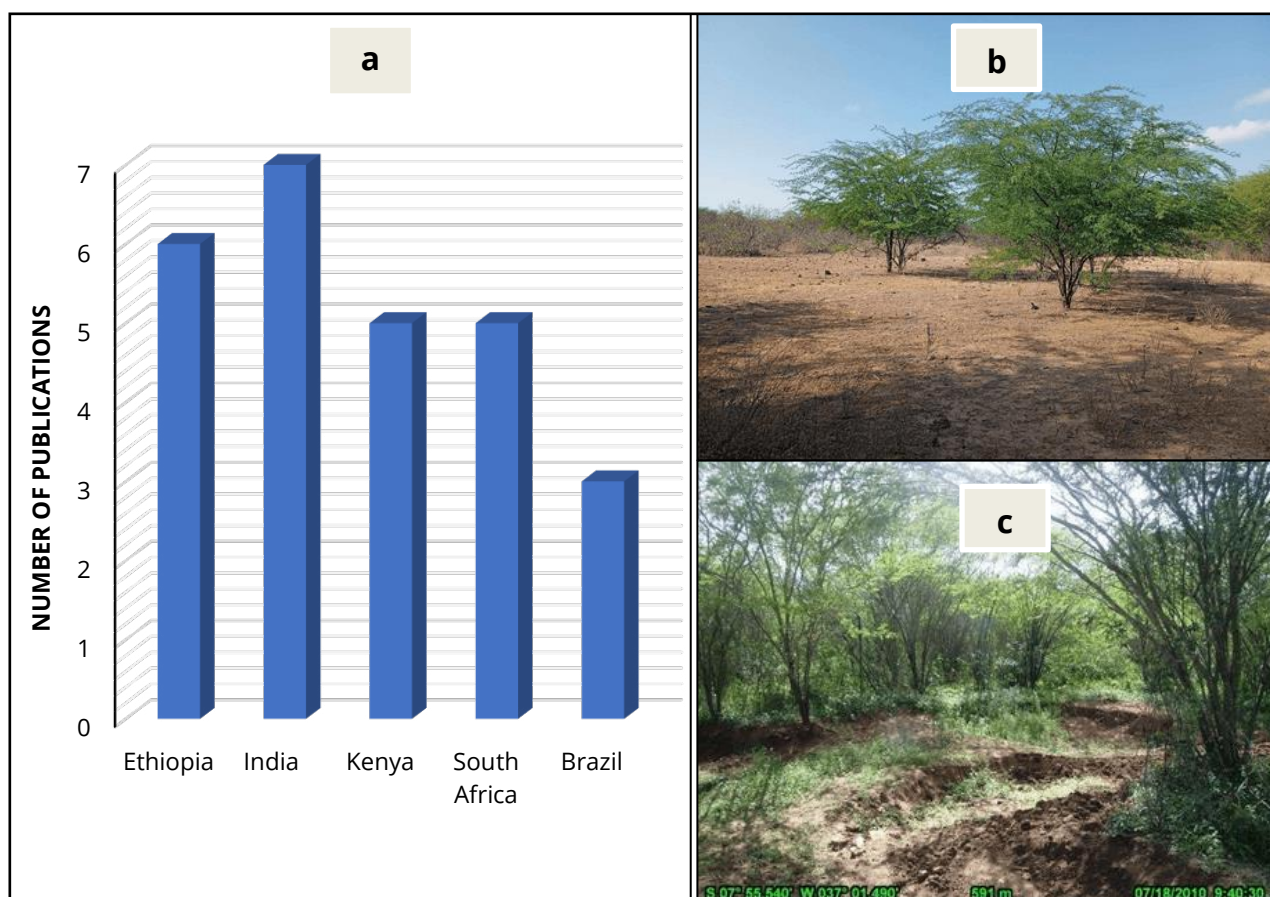 a
NUMBER OF PUBLICATIONS
7
6
5
4
3
2
1
0
Ethiopia India Kenya South Africa Brazil
b
c
S 07° 55.540' W 037° 01.490' 591 m 07/18/2010 9:40:30